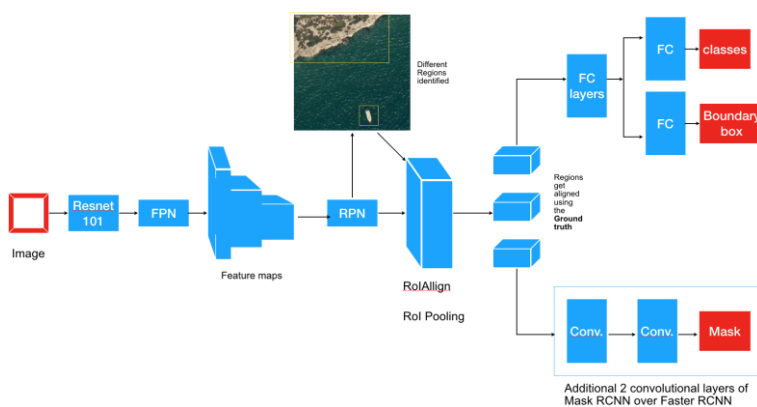 Different
Regions
identified
FC
classes
FC
layers
FC
Boundary
box
Resnet
101
FPN
RPN
Regions
get
aligned
using
the
Ground
truth
Image
Feature maps
RoIAllign
RoI Pooling
Conv.
Conv.
Mask
Additional 2 convolutional layers of
Mask RCNN over Faster RCNN